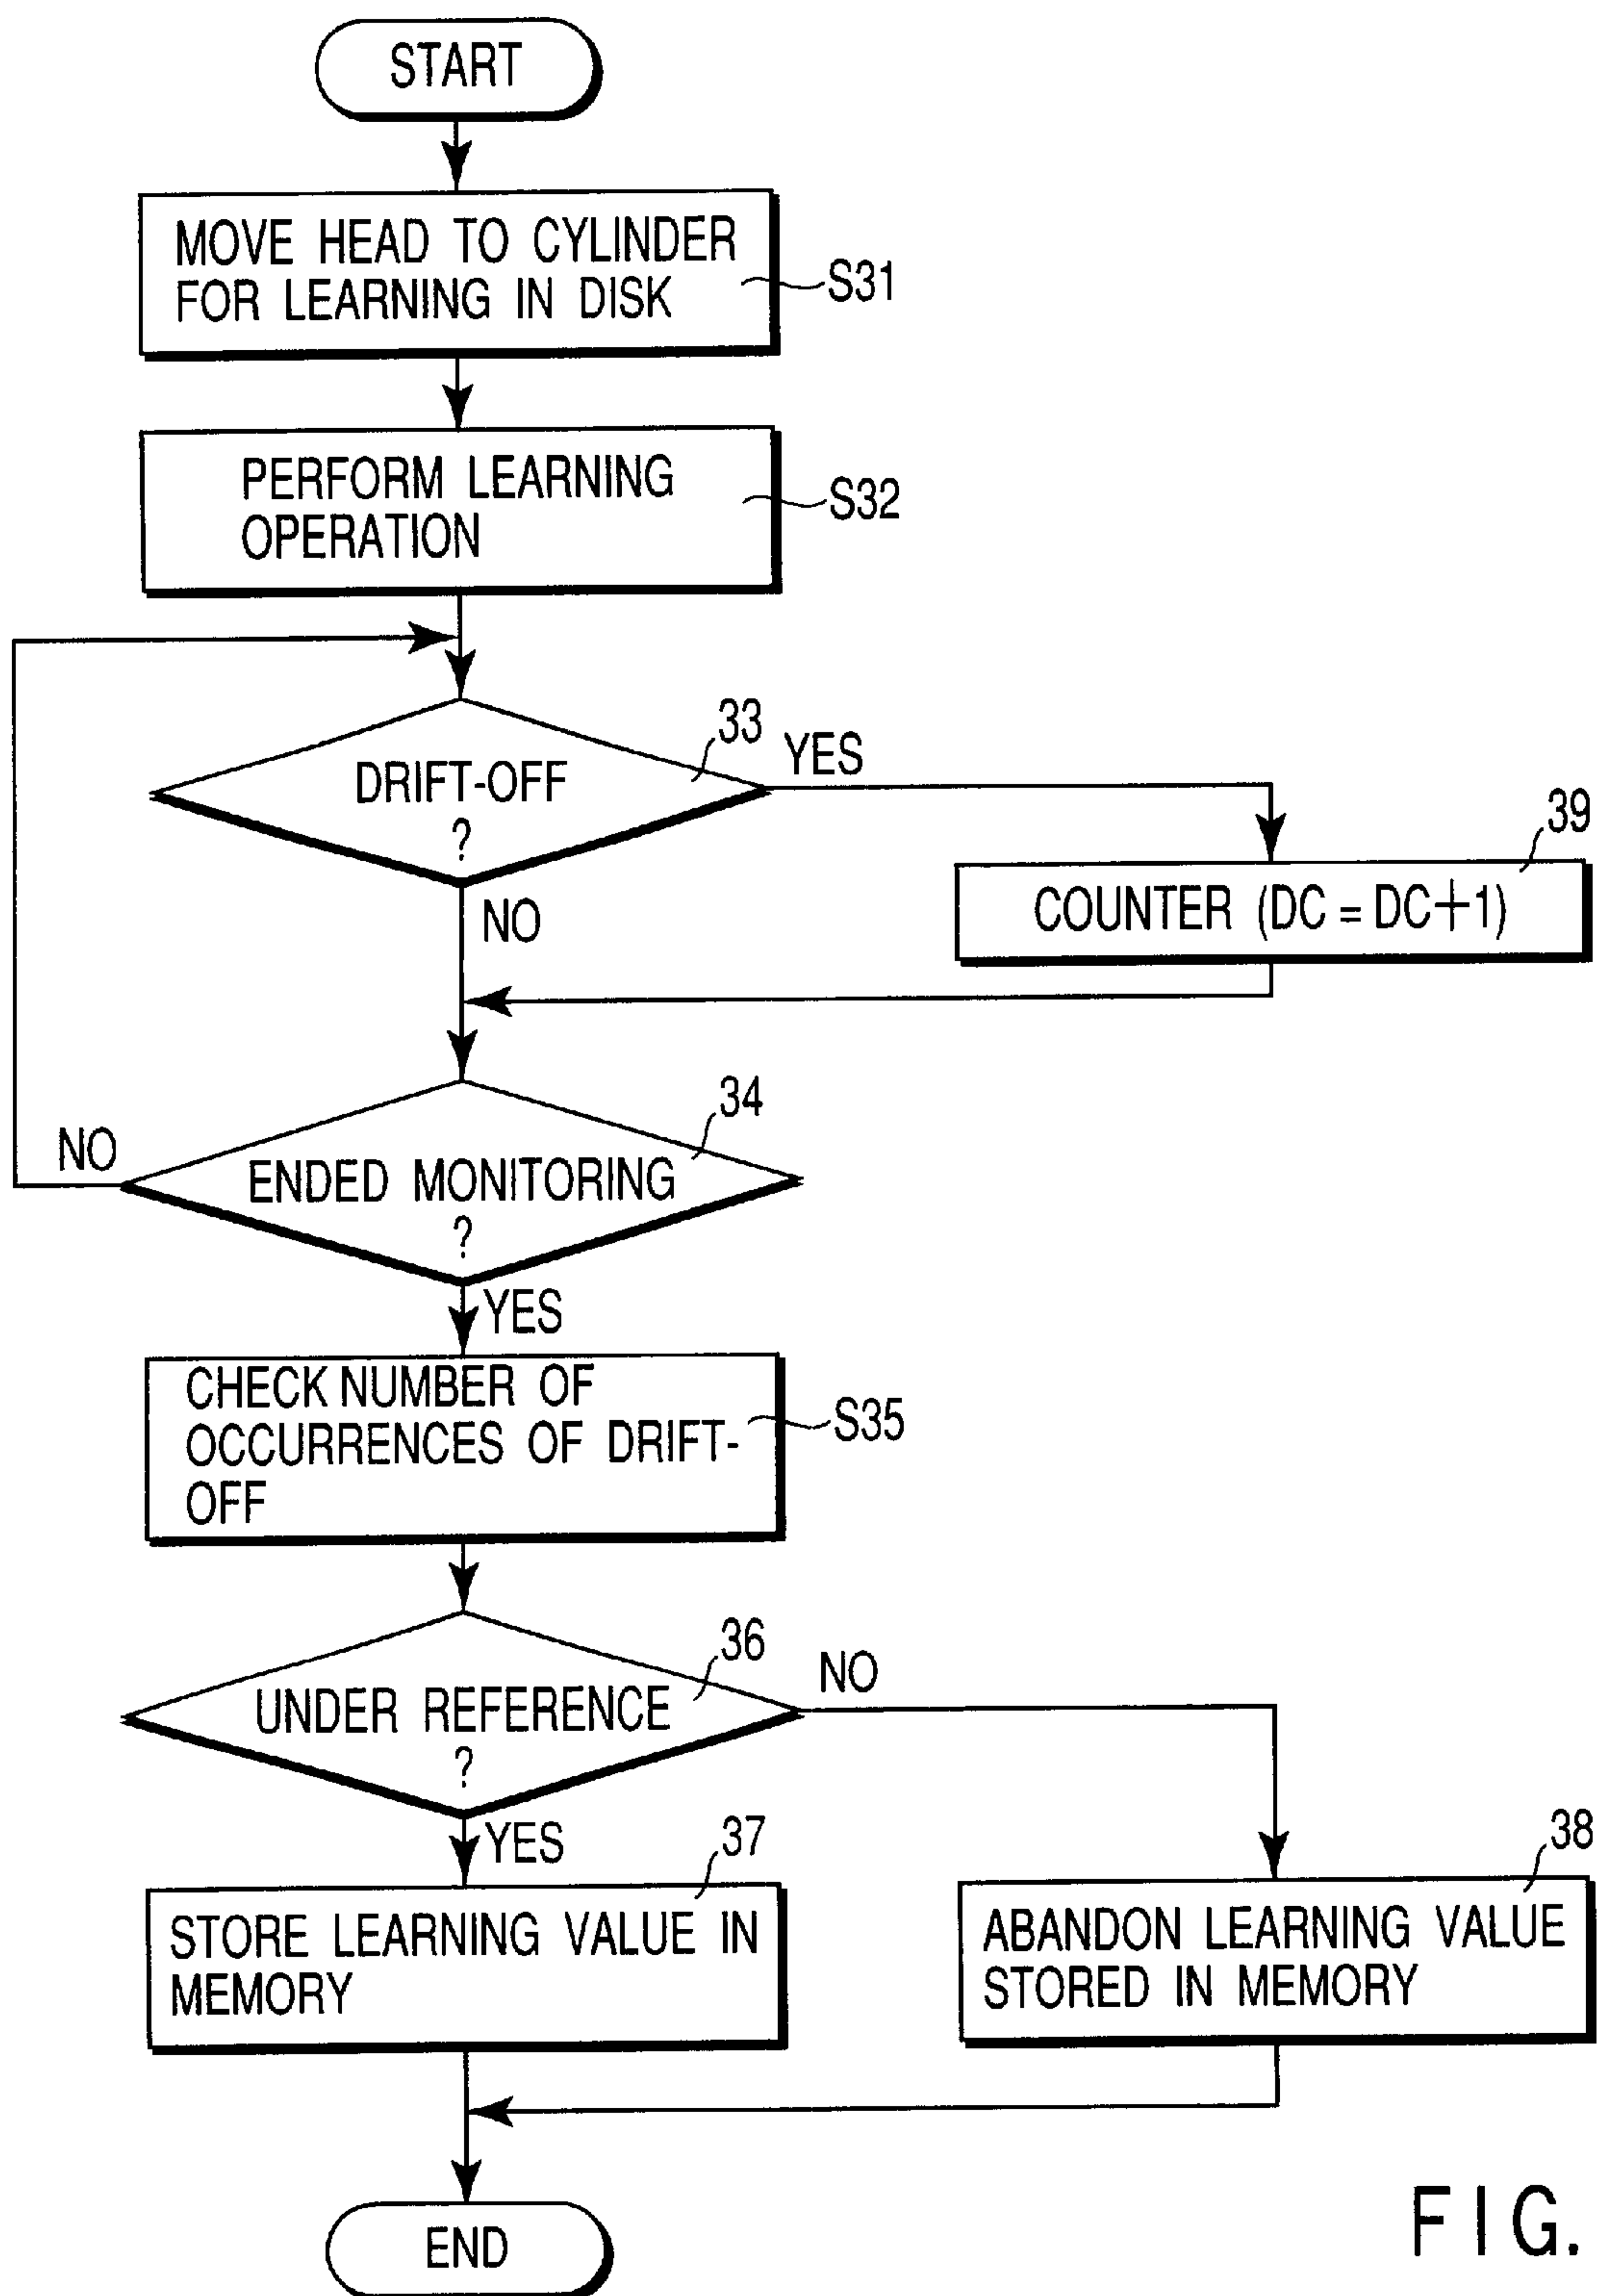 START
MOVE HEAD TO CYLINDER
FOR LEARNING IN DISK
S31
PERFORM LEARNING
OPERATION
S32
33
DRIFT-OFF
?
YES
NO
39
COUNTER (DC = DC+1)
34
ENDED MONITORING
?
NO
YES
CHECK NUMBER OF
OCCURRENCES OF DRIFT-
OFF
S35
36
UNDER REFERENCE
?
NO
YES
37
STORE LEARNING VALUE IN
MEMORY
38
ABANDON LEARNING VALUE
STORED IN MEMORY
END
FIG.